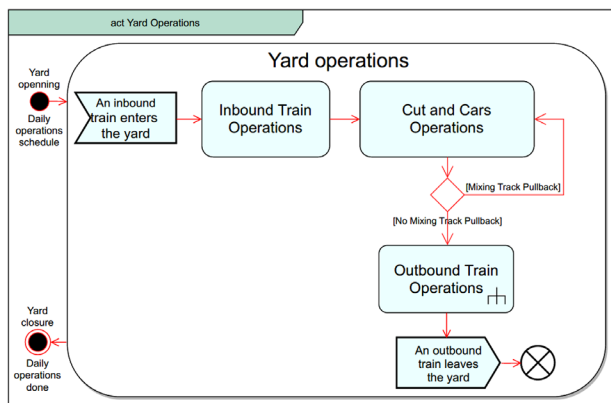 act Yard Operations
Yard operations
Yard
openning
Daily
operations
schedule
An inbound
train enters
the yard
Inbound Train
Operations
Cut and Cars
Operations
[Mixing Track Pullback]
[No Mixing Track Pullback]
Outbound Train
Operations
Yard
closure
Daily
operations
done
An outbound
train leaves
the yard